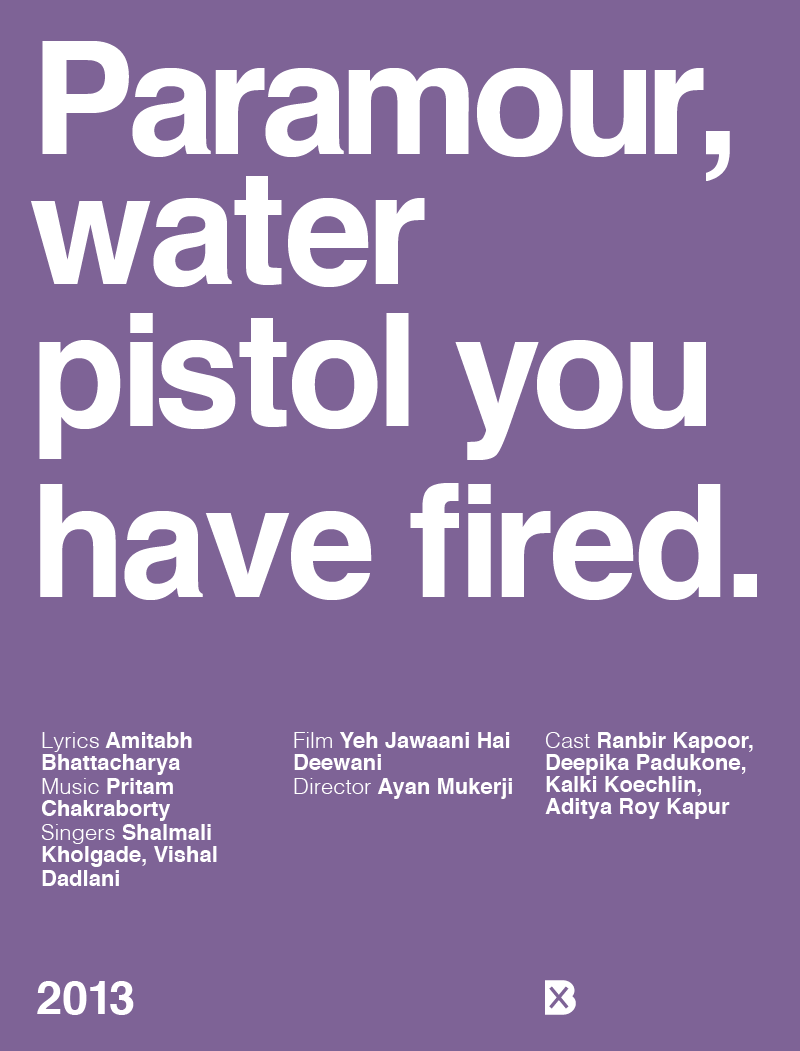 Paramour,
water
pistol you
have fired.
Lyrics Amitabh
Bhattacharya
Music Pritam
Chakraborty
Singers Shalmali
Kholgade, Vishal
Dadlani
Film Yeh Jawaani Hai
Deewani
Director Ayan Mukerji
Cast Ranbir Kapoor,
Deepika Padukone,
Kalki Koechlin,
Aditya Roy Kapur
2013
BX